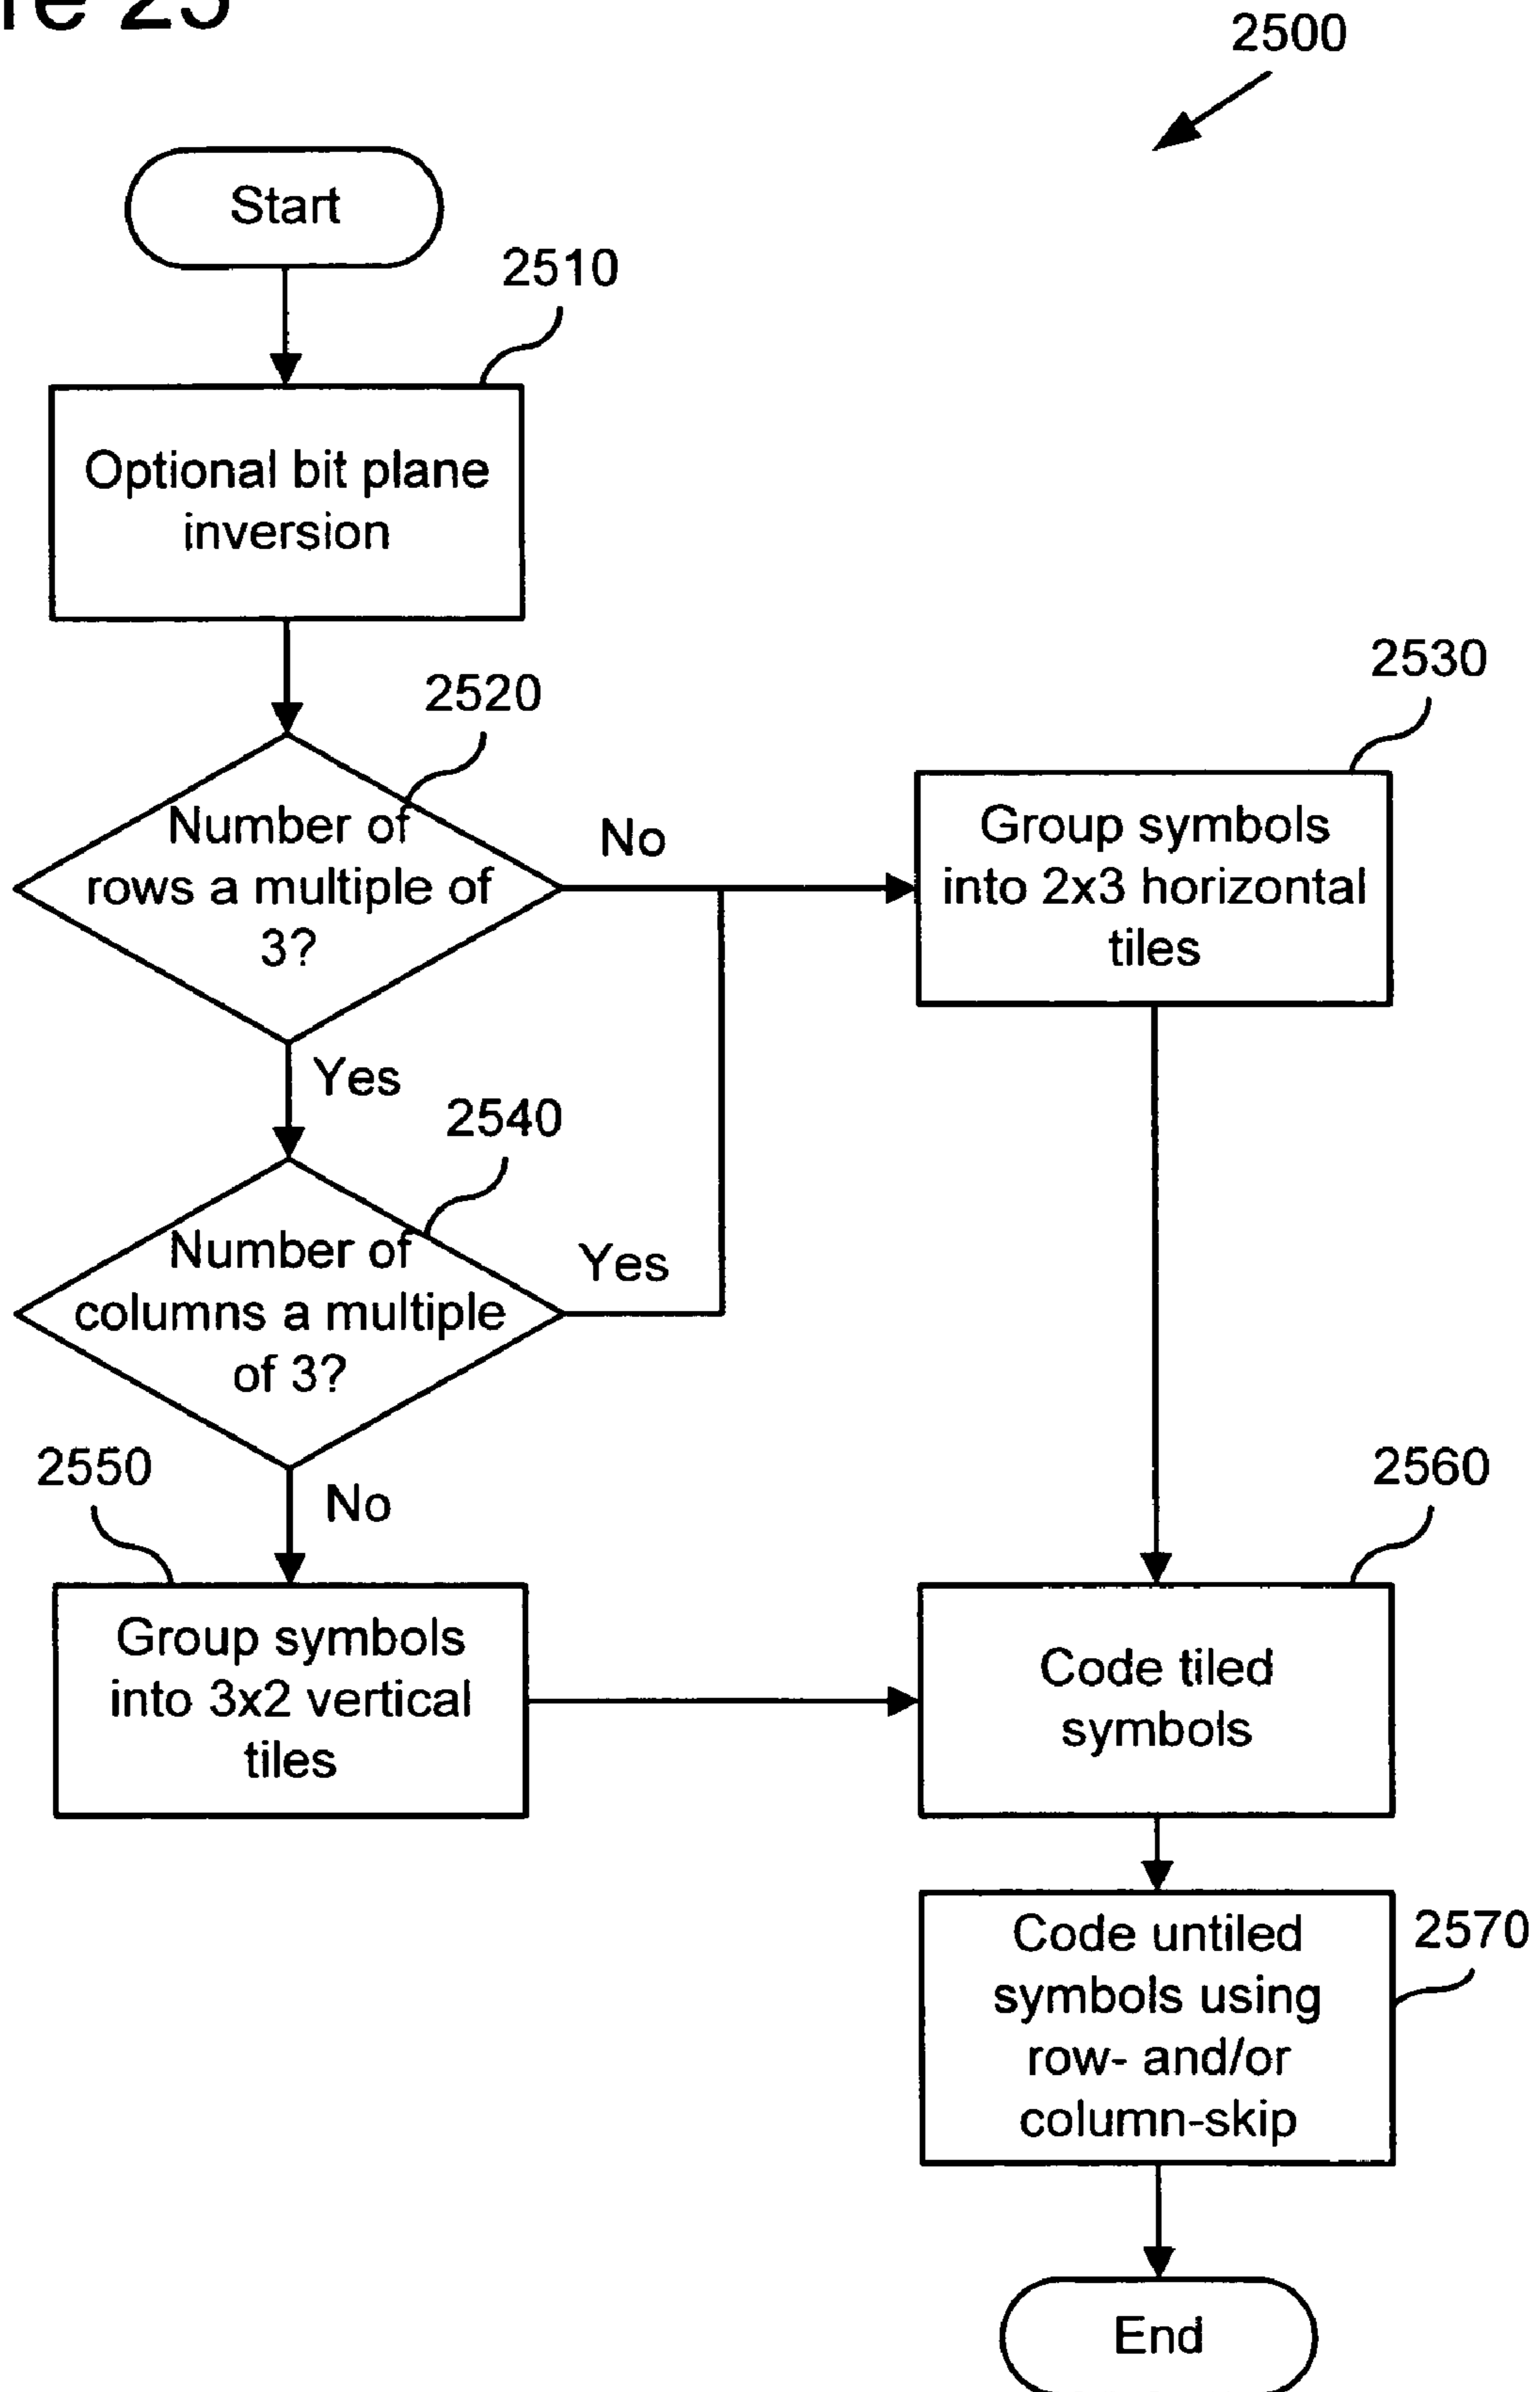 25
2500
Start
2510
Optional bit plane
inversion
2520
Number of
rows a multiple of
3?
No
2530
Group symbols
into 2x3 horizontal
tiles
Yes
2540
Number of
columns a multiple
of 3?
Yes
No
2550
Group symbols
into 3x2 vertical
tiles
2560
Code tiled
symbols
2570
Code untiled
symbols using
row- and/or
column-skip
End